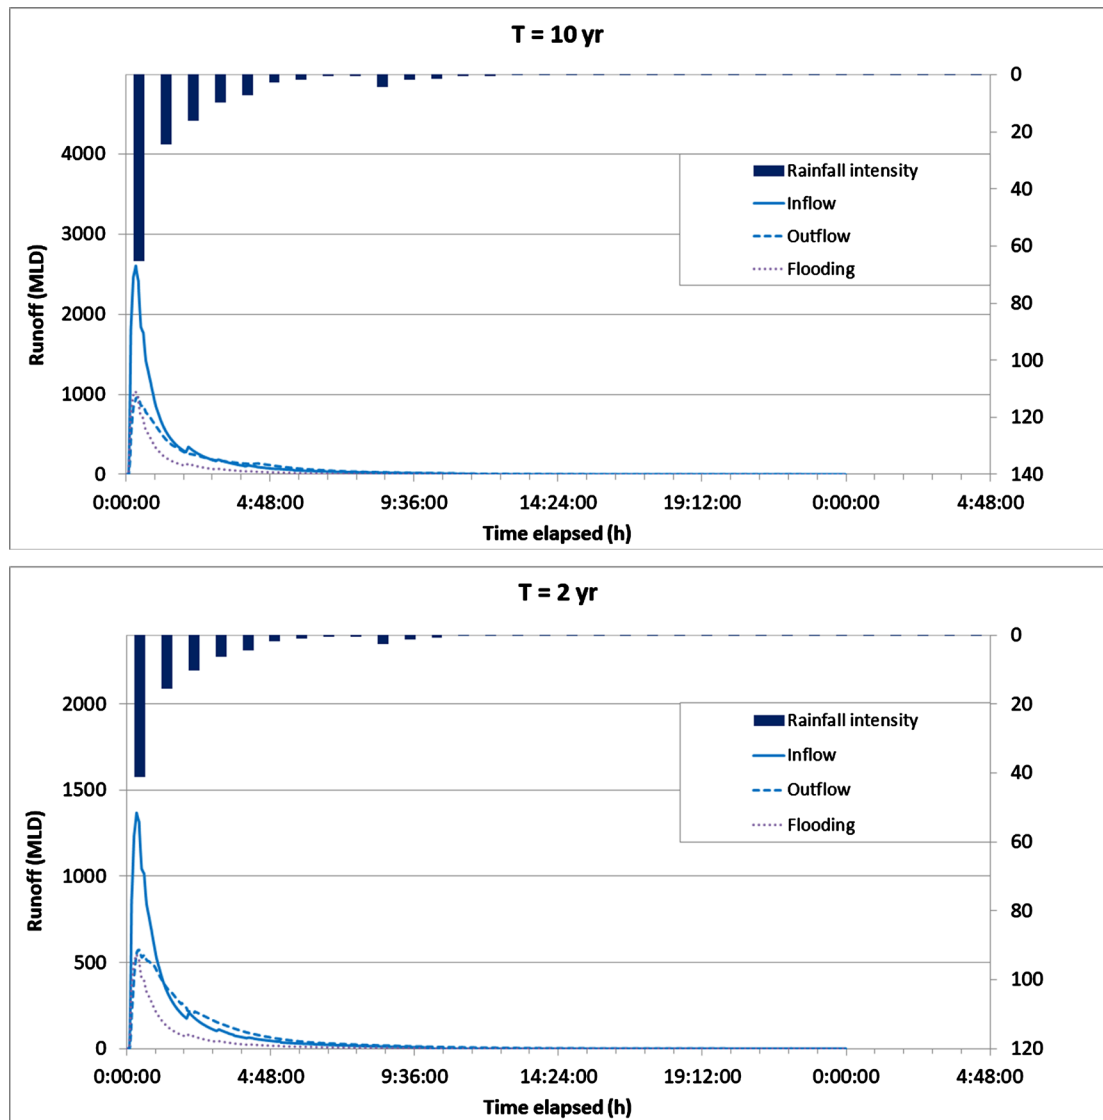 T = 10 yr
0
20
4000
Rainfall intensity
40
Inflow
3000
60
Outflow
Flooding
2000
80
100
1000
120
0
140
Runoff (MLD)
0:00:00 4:48:00 9:36:00 14:24:00 19:12:00 0:00:00 4:48:00
Time elapsed (h)
T = 2 yr
0
2000
20
Rainfall intensity
Inflow
40
1500
Outflow
Flooding
60
1000
80
500
100
0
120
Runoff (MLD)
0:00:00 4:48:00 9:36:00 14:24:00 19:12:00 0:00:00 4:48:00
Time elapsed (h)